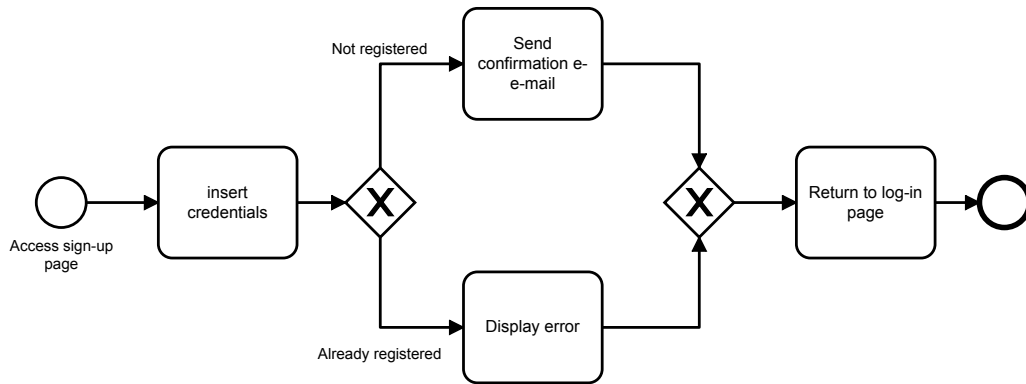 Not registered
Send
confirmation e-
e-mail
insert
credentials
X
X
Return to log-in
page
Access sign-up
page
Already registered
Display error